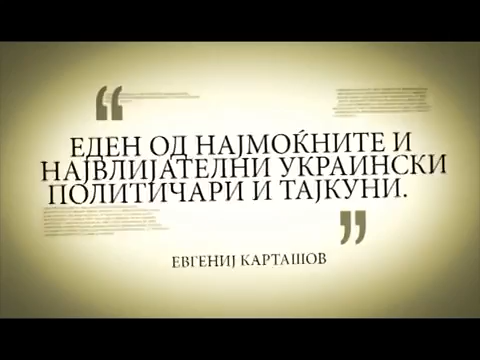 ЕДЕН ОД НАЈМОЌНИТЕ И
НАЈВЛИЈАТЕЛНИ УКРАИНСКИ
ПОЛИТИЧАРИ И ТАЈКУНИ.
ЕВГЕНИЈ КАРТАШОВ